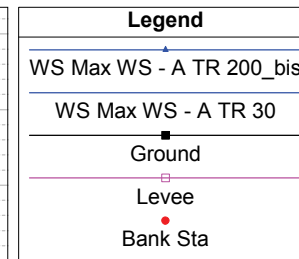 Legend
WS Max WS - A TR 200_bis
WS Max WS - A TR 30
Ground
Levee
Bank Sta